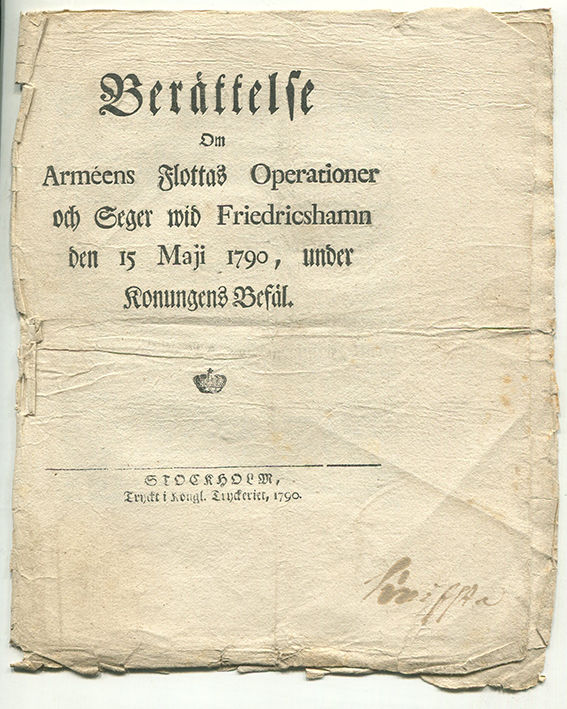 Berättelse
Om
Arméens Flottas Operationer
och Seger wid Friedricshamn
den 15 Maji 1790, under
Konungens Befäl.
STOCKHOLM,
Tryckt i Kongl. Tryckeriet, 1790.